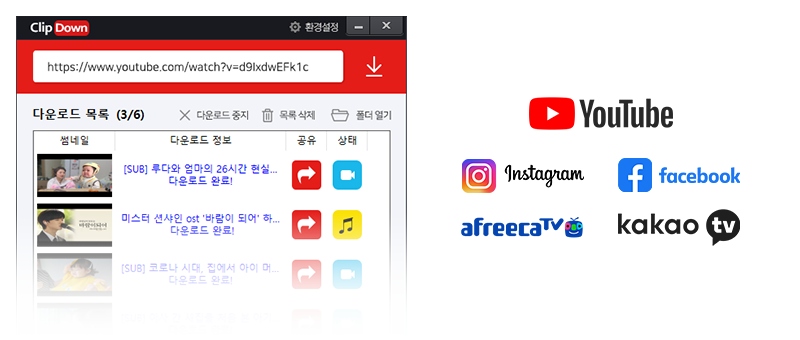 Clip Down
환경설정
https://www.youtube.com/watch?v=d9IxdwEFk1c
다운로드 목록 (3/6)
다운로드 중지
목록 삭제
폴더 열기
썸네일
다운로드 정보
공유
상태
[SUB] 루다와 엄마의 26시간 현실...
다운로드 완료!
바람이되어
미스터 션샤인 ost '바람이 되어' 하...
다운로드 완료!
[SUB] 코로나 시대, 집에서 아이 머...
다운로드 완료!
YouTube
Instagram
facebook
afreecaTV
kakao tv